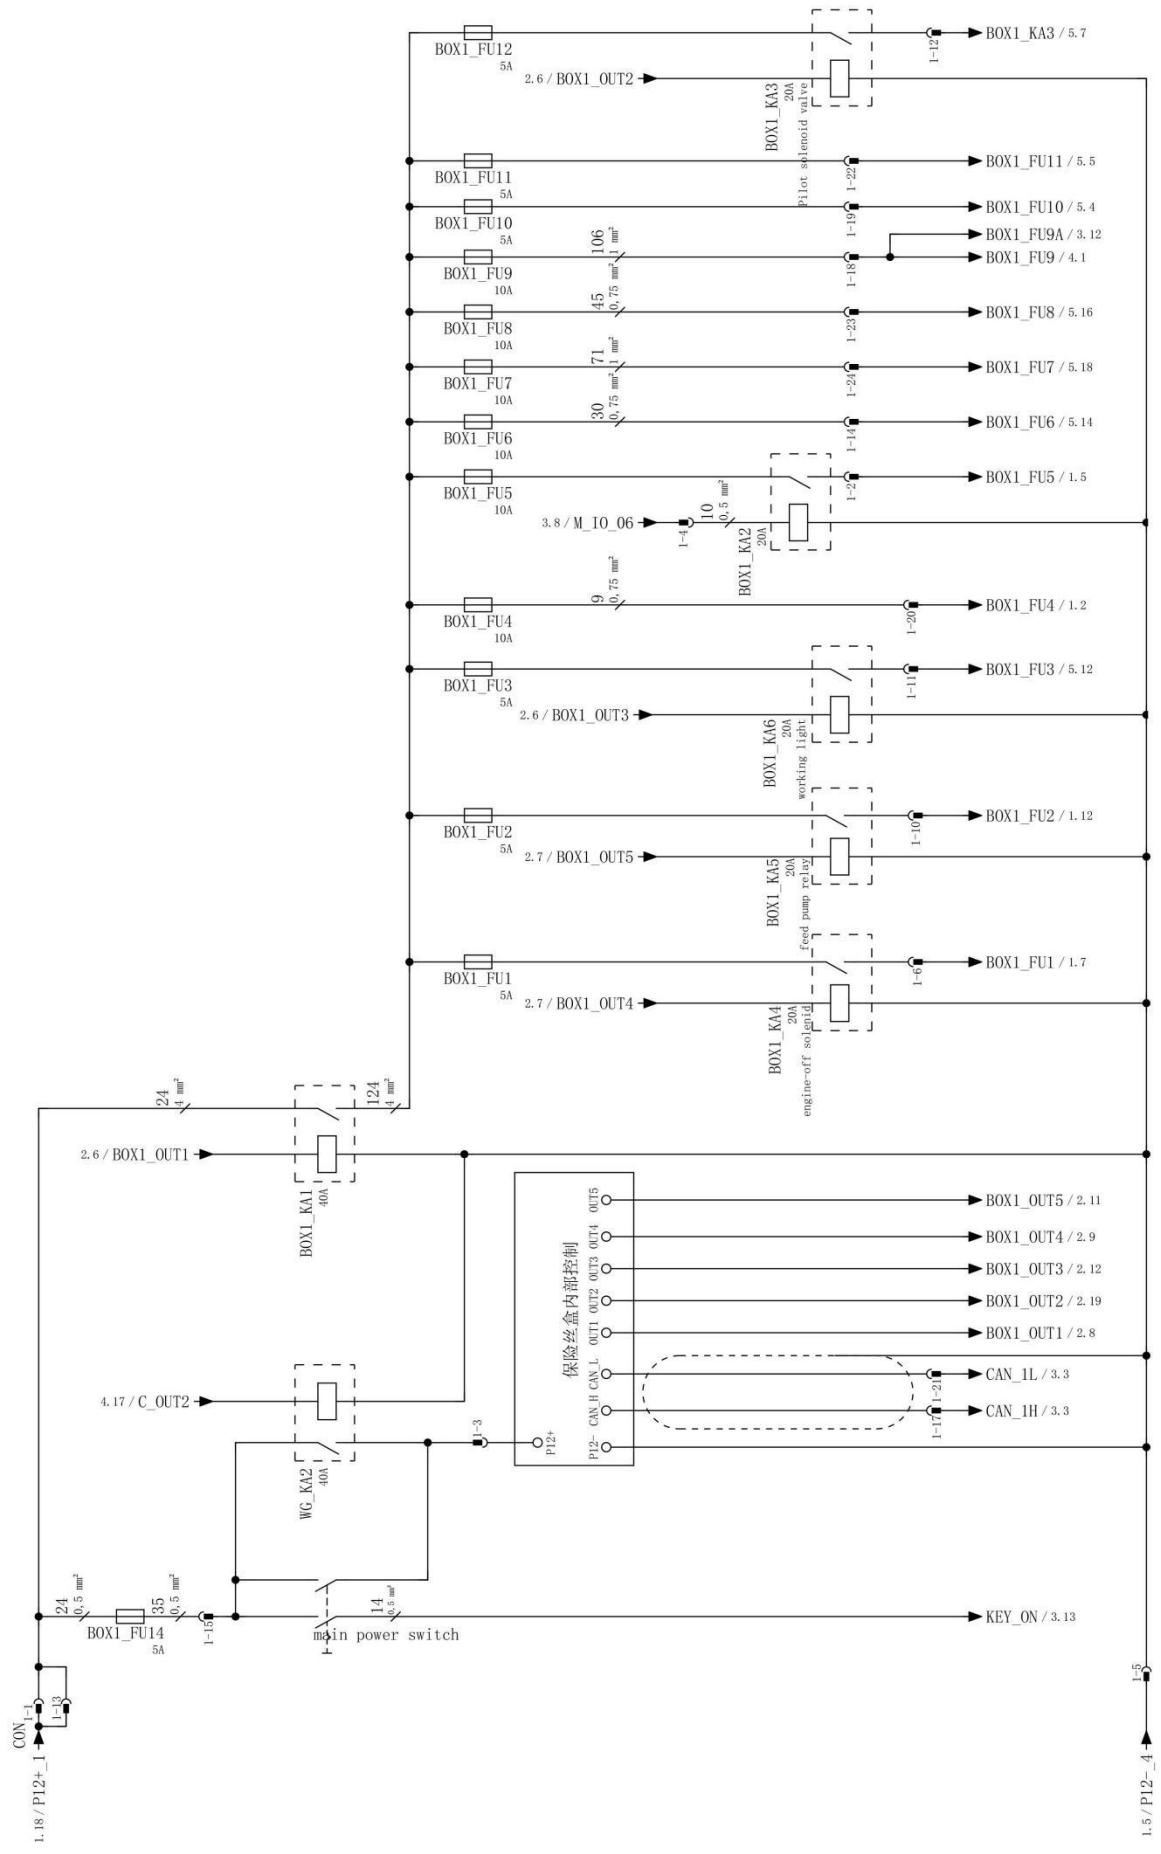 BOX1_FU12
5A
BOX1_KA3 / 5.7
1-12
2.6 / BOX1_OUT2
BOX1_KA3
20A
Pilot solenoid valve
BOX1_FU11
5A
1-22
BOX1_FU11 / 5.5
BOX1_FU10
5A
1-19
BOX1_FU10 / 5.4
BOX1_FU9A / 3.12
BOX1_FU9
10A
106
1 mm²
1-18
BOX1_FU9 / 4.1
BOX1_FU8
10A
45
0,75 mm²
1-23
BOX1_FU8 / 5.16
BOX1_FU7
10A
71
1 mm²
1-24
BOX1_FU7 / 5.18
BOX1_FU6
10A
30
0,75 mm²
1-14
BOX1_FU6 / 5.14
BOX1_FU5
10A
1-2
BOX1_FU5 / 1.5
3.8 / M_IO_06
1-4
10
0,5 mm²
BOX1_KA2
20A
BOX1_FU4
10A
9
0,75 mm²
1-20
BOX1_FU4 / 1.2
BOX1_FU3
5A
1-11
BOX1_FU3 / 5.12
2.6 / BOX1_OUT3
BOX1_KA6
20A
working light
BOX1_FU2
5A
1-10
BOX1_FU2 / 1.12
2.7 / BOX1_OUT5
BOX1_KA5
20A
feed pump relay
BOX1_FU1
5A
1-6
BOX1_FU1 / 1.7
2.7 / BOX1_OUT4
BOX1_KA4
20A
engine-off solenid
24
4 mm²
124
4 mm²
2.6 / BOX1_OUT1
BOX1_KA1
40A
保险丝盒内部控制
OUT5
BOX1_OUT5 / 2.11
OUT4
BOX1_OUT4 / 2.9
OUT3
BOX1_OUT3 / 2.12
OUT2
BOX1_OUT2 / 2.19
OUT1
BOX1_OUT1 / 2.8
CAN_L
1-21
CAN_1L / 3.3
CAN_H
1-17
CAN_1H / 3.3
P12-
P12+
1-3
4.17 / C_OUT2
WG_KA2
40A
24
0,5 mm²
BOX1_FU14
5A
35
0,5 mm²
1-15
14
0,5 mm²
main power switch
KEY_ON / 3.13
CON
1-1
1-13
1.18 / P12+_1
1-5
1.5 / P12-_4